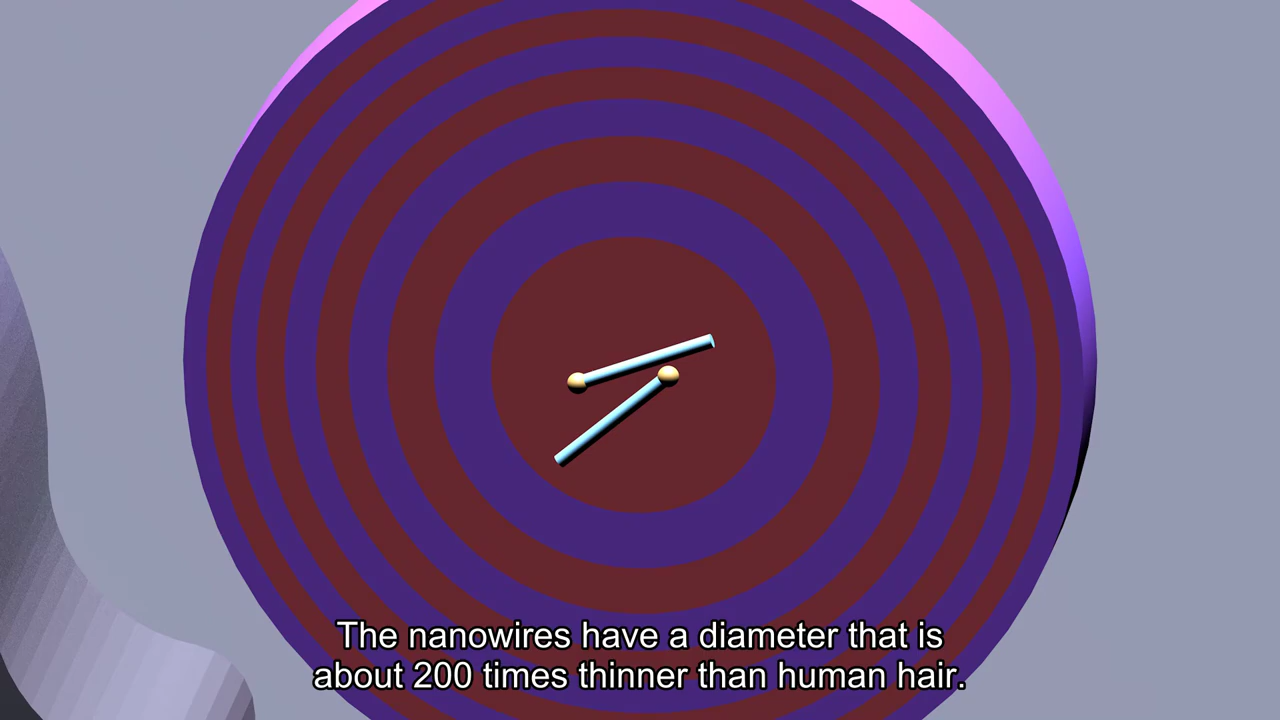 The nanowires have a diameter that is
about 200 times thinner than human hair.